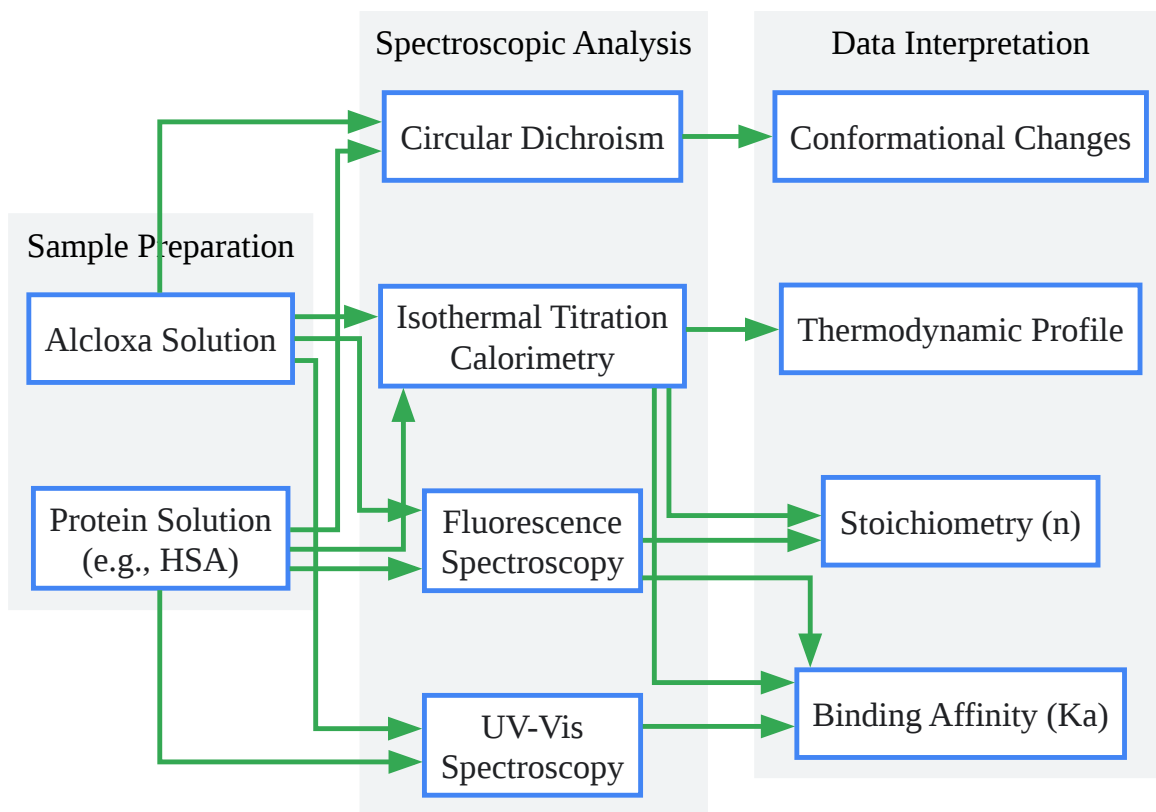 Spectroscopic Analysis
Data Interpretation
Circular Dichroism
Conformational Changes
Sample Preparation
Alcloxa Solution
Isothermal Titration
Calorimetry
Thermodynamic Profile
Protein Solution
(e.g., HSA)
Fluorescence
Spectroscopy
Stoichiometry (n)
UV-Vis
Spectroscopy
Binding Affinity (Ka)